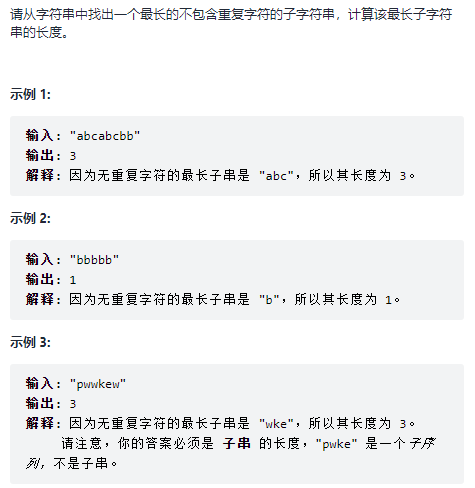 请从字符串中找出一个最长的不包含重复字符的子字符串，计算该最长子字符
串的长度。
示例 1:
输入: "abcabcbb"
输出: 3
解释: 因为无重复字符的最长子串是 "abc"，所以其长度为 3。
示例 2:
输入: "bbbbb"
输出: 1
解释: 因为无重复字符的最长子串是 "b"，所以其长度为 1。
示例 3:
输入: "pwwkew"
输出: 3
解释: 因为无重复字符的最长子串是 "wke"，所以其长度为 3。
请注意，你的答案必须是 子串 的长度，"pwke" 是一个子序
列，不是子串。